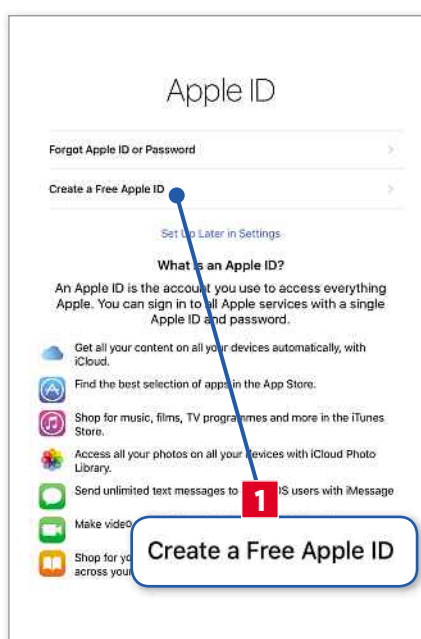 Apple ID
Forgot Apple ID or Password
Create a Free Apple ID
Set Up Later in Settings
What is an Apple ID?
An Apple ID is the account you use to access everything
Apple. You can sign in to all Apple services with a single
Apple ID and password.
Get all your content on all your devices automatically, with
iCloud.
Find the best selection of apps in the App Store.
Shop for music, films, TV programmes and more in the iTunes
Store.
Access all your photos on all your devices with iCloud Photo
Library.
Send unlimited text messages to users with iMessage
1
Make video
Create a Free Apple ID
Shop for
across your